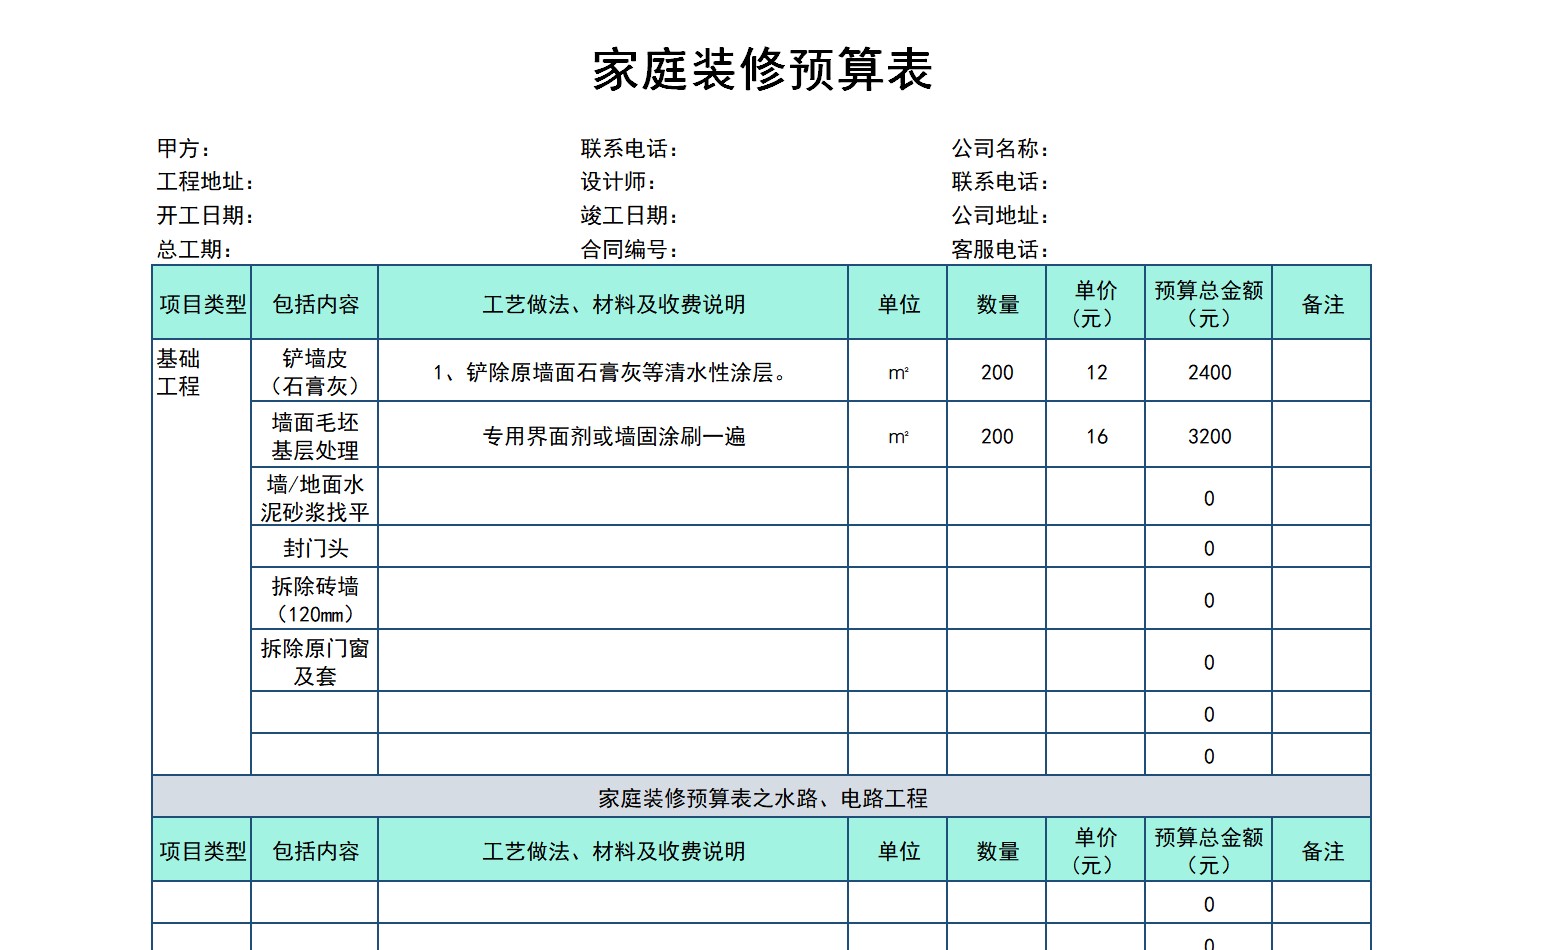 家庭装修预算表
甲方： 联系电话： 公司名称：
工程地址： 设计师： 联系电话：
开工日期： 竣工日期： 公司地址：
总工期： 合同编号： 客服电话：
项目类型 包括内容 工艺做法、材料及收费说明 单位 数量 单价（元） 预算总金额（元） 备注
基础
工程
铲墙皮
（石膏灰）
1、铲除原墙面石膏灰等清水性涂层。 ㎡ 200 12 2400
墙面毛坯
基层处理
专用界面剂或墙固涂刷一遍 ㎡ 200 16 3200
墙/地面水
泥砂浆找平
0
封门头 0
拆除砖墙
（120mm）
0
拆除原门窗
及套
0
0
0
家庭装修预算表之水路、电路工程
项目类型 包括内容 工艺做法、材料及收费说明 单位 数量 单价（元） 预算总金额（元） 备注
0
0